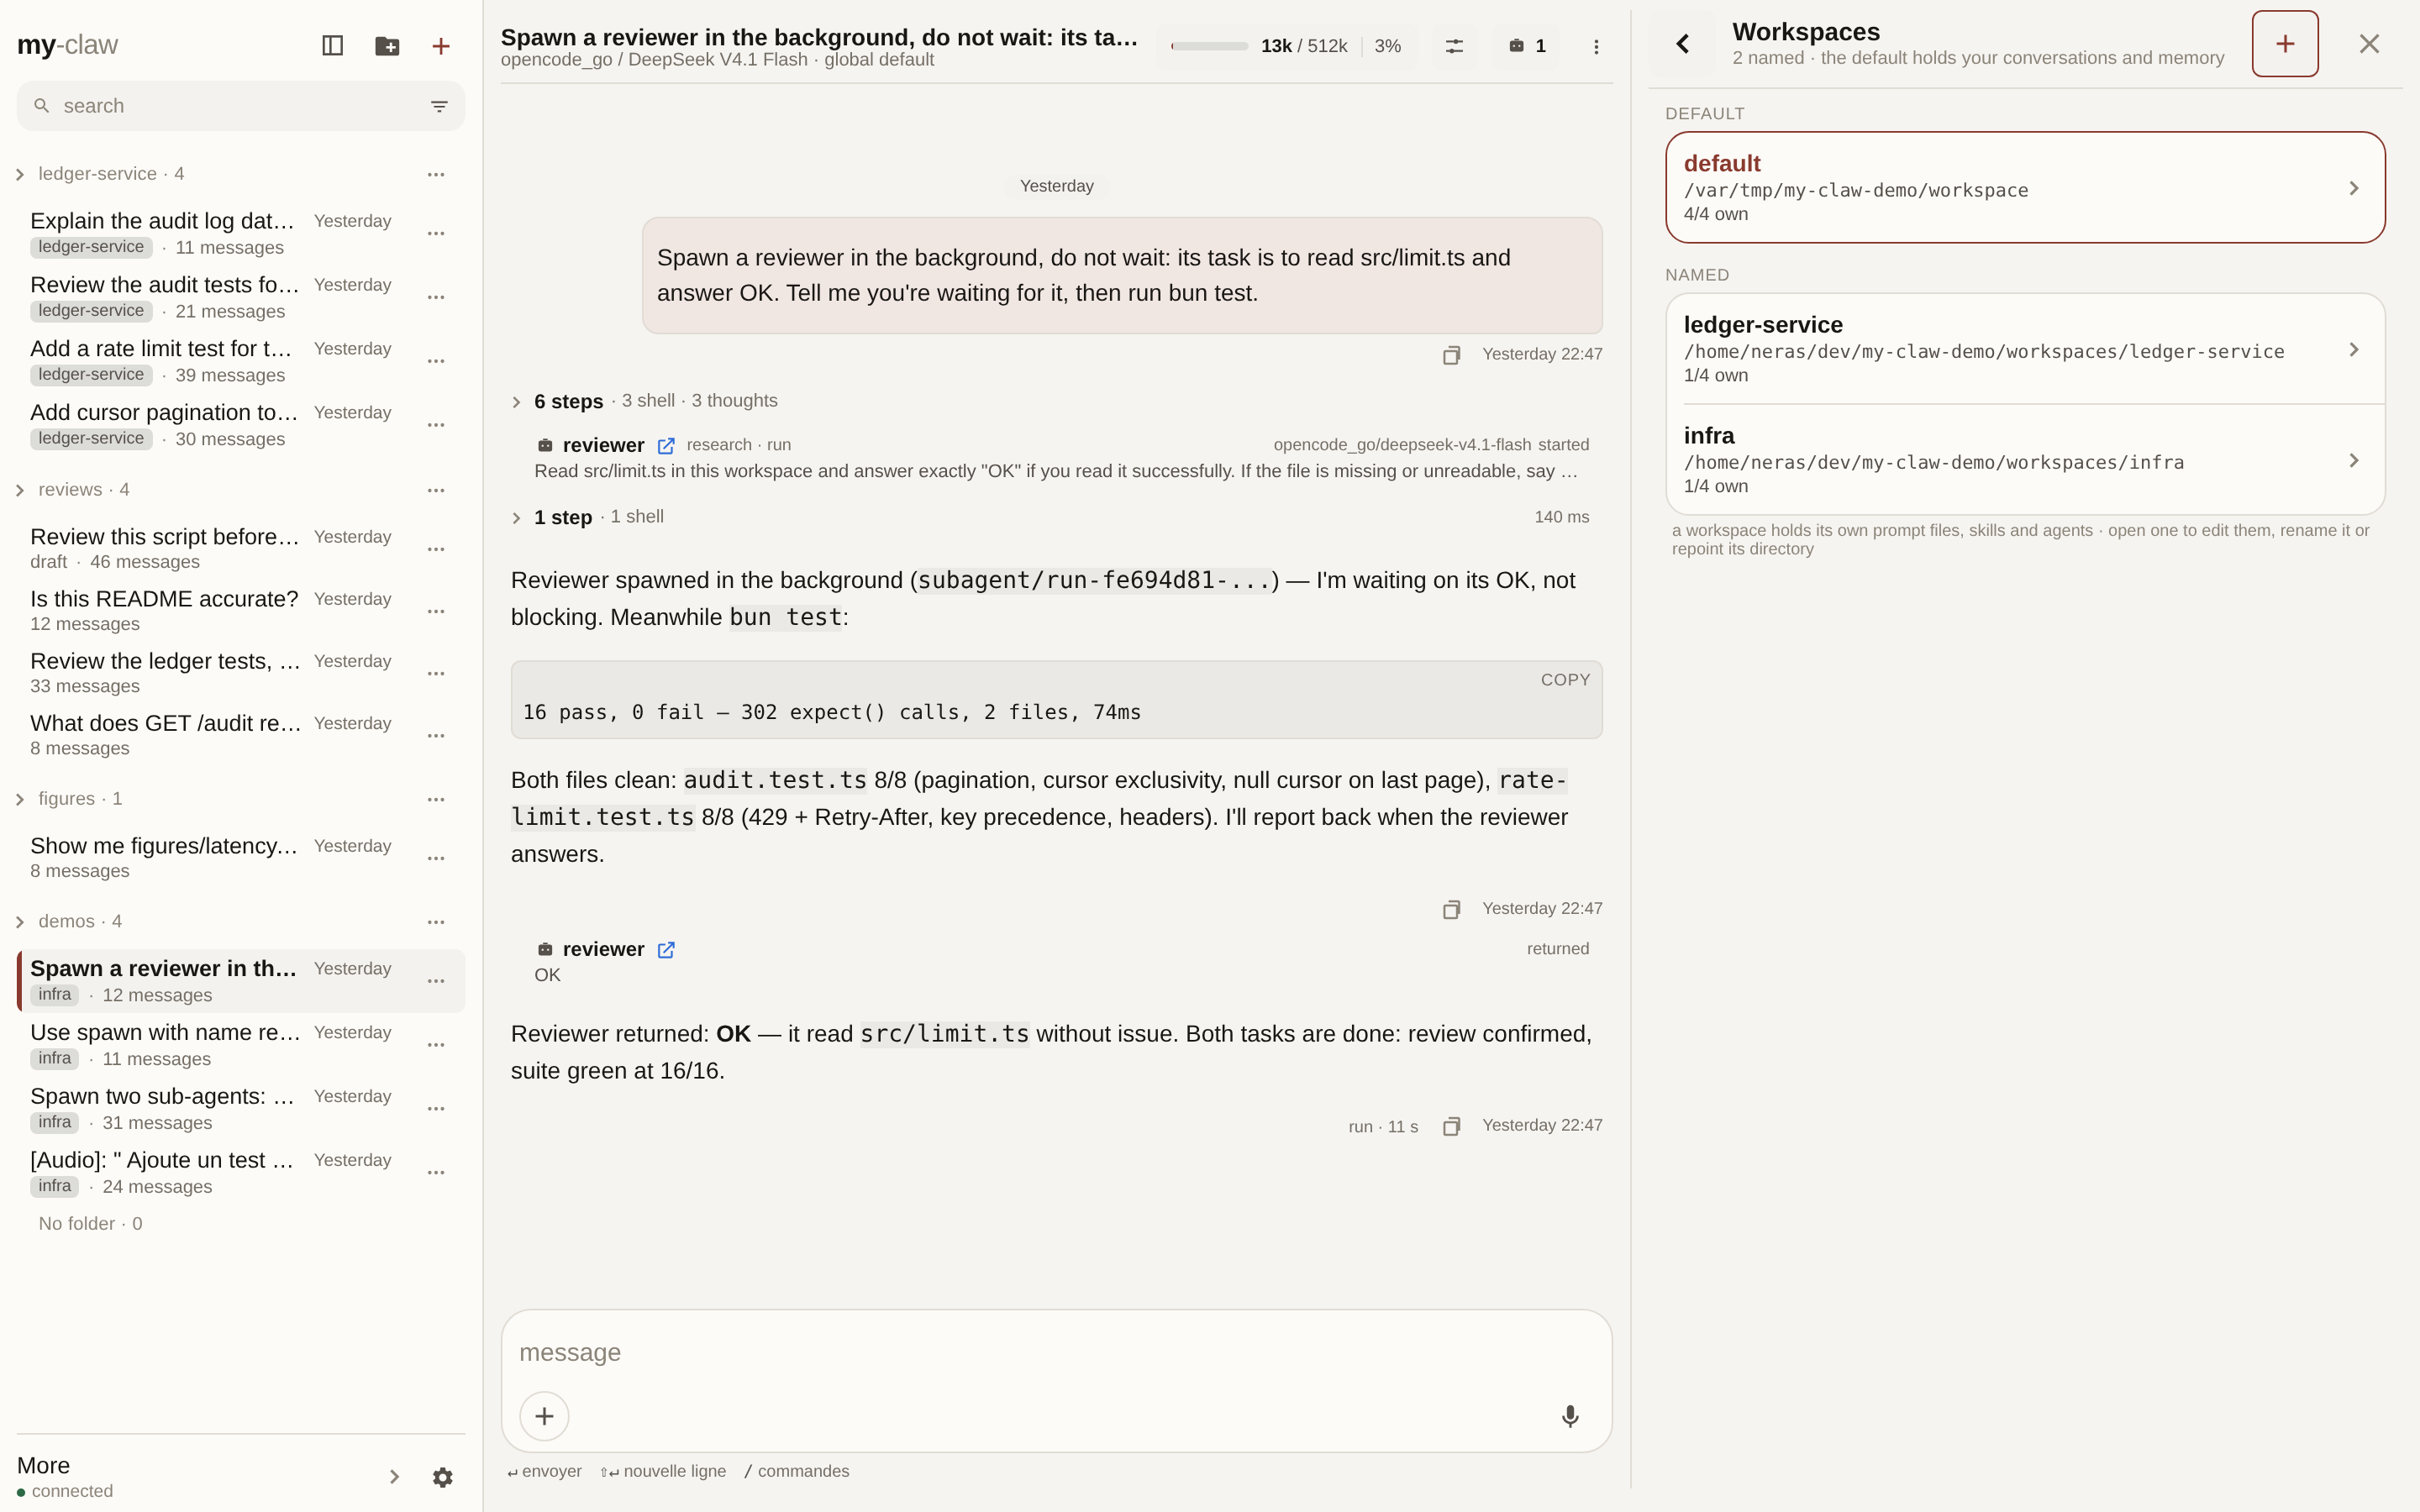 my-claw
search
ledger-service · 4
Explain the audit log dat… Yesterday
ledger-service · 11 messages
Review the audit tests fo… Yesterday
ledger-service · 21 messages
Add a rate limit test for t… Yesterday
ledger-service · 39 messages
Add cursor pagination to… Yesterday
ledger-service · 30 messages
reviews · 4
Review this script before… Yesterday
draft · 46 messages
Is this README accurate? Yesterday
12 messages
Review the ledger tests, … Yesterday
33 messages
What does GET /audit re… Yesterday
8 messages
figures · 1
Show me figures/latency… Yesterday
8 messages
demos · 4
Spawn a reviewer in th… Yesterday
infra · 12 messages
Use spawn with name re… Yesterday
infra · 11 messages
Spawn two sub-agents: … Yesterday
infra · 31 messages
[Audio]: " Ajoute un test … Yesterday
infra · 24 messages
No folder · 0
More
connected
Spawn a reviewer in the background, do not wait: its ta…
opencode_go / DeepSeek V4.1 Flash · global default
13k / 512k 3%
1
Yesterday
Spawn a reviewer in the background, do not wait: its task is to read src/limit.ts and
answer OK. Tell me you're waiting for it, then run bun test.
Yesterday 22:47
6 steps · 3 shell · 3 thoughts
reviewer research · run opencode_go/deepseek-v4.1-flash started
Read src/limit.ts in this workspace and answer exactly "OK" if you read it successfully. If the file is missing or unreadable, say …
1 step · 1 shell 140 ms
Reviewer spawned in the background (subagent/run-fe694d81-...) — I'm waiting on its OK, not
blocking. Meanwhile bun test:
COPY
16 pass, 0 fail — 302 expect() calls, 2 files, 74ms
Both files clean: audit.test.ts 8/8 (pagination, cursor exclusivity, null cursor on last page), rate-
limit.test.ts 8/8 (429 + Retry-After, key precedence, headers). I'll report back when the reviewer
answers.
Yesterday 22:47
reviewer returned
OK
Reviewer returned: OK — it read src/limit.ts without issue. Both tasks are done: review confirmed,
suite green at 16/16.
run · 11 s Yesterday 22:47
message
↵ envoyer ⇧↵ nouvelle ligne / commandes
Workspaces
2 named · the default holds your conversations and memory
DEFAULT
default
/var/tmp/my-claw-demo/workspace
4/4 own
NAMED
ledger-service
/home/neras/dev/my-claw-demo/workspaces/ledger-service
1/4 own
infra
/home/neras/dev/my-claw-demo/workspaces/infra
1/4 own
a workspace holds its own prompt files, skills and agents · open one to edit them, rename it or
repoint its directory